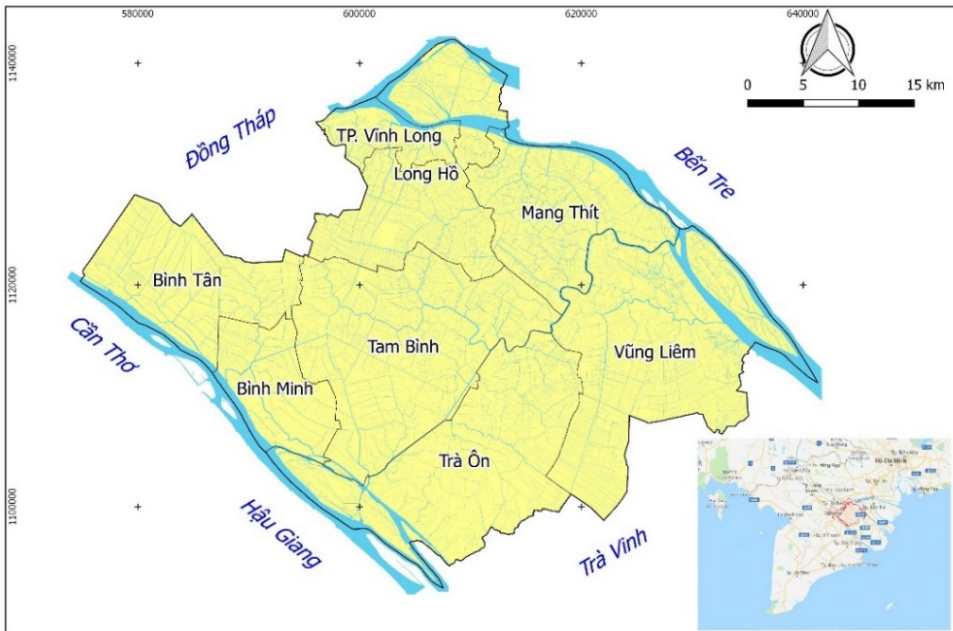 580000
600000
620000
640000
1140000
1120000
1100000
0 5 10 15 km
Đồng Tháp
Bến Tre
TP. Vĩnh Long
Long Hồ
Mang Thít
Bình Tân
Cần Thơ
Tam Bình
Vũng Liêm
Bình Minh
Trà Ôn
Hậu Giang
Trà Vinh